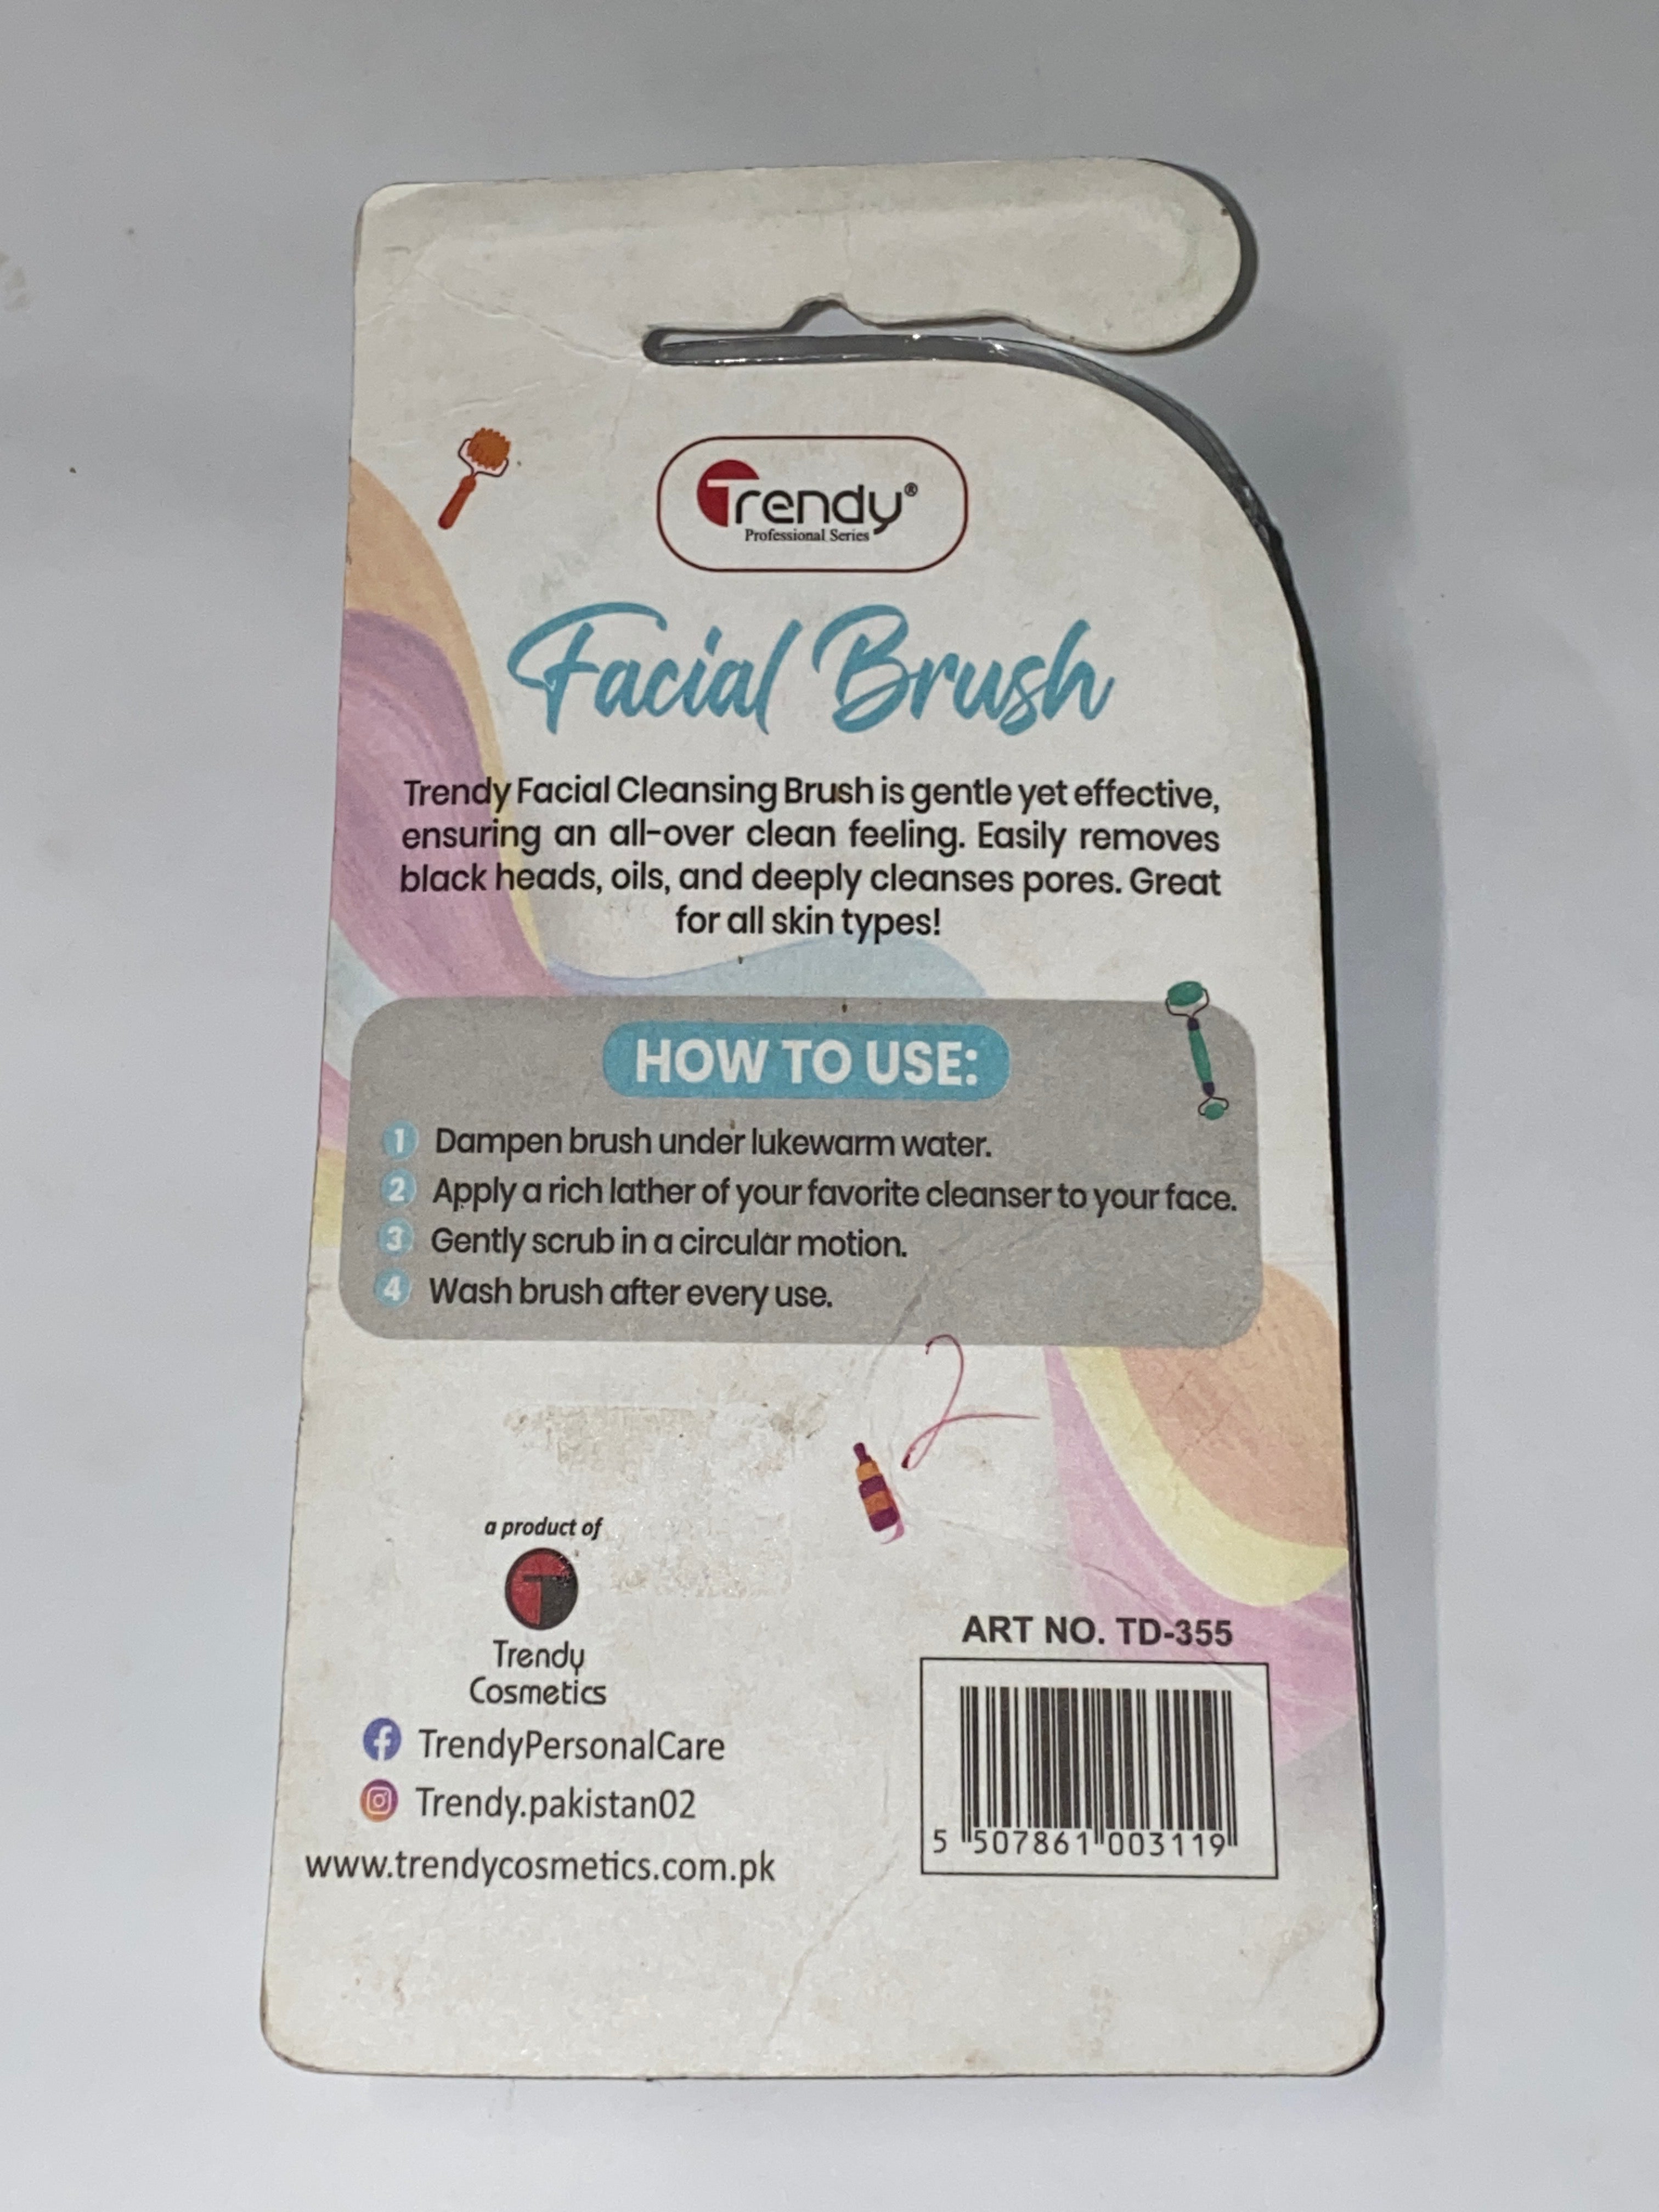 Trendy®
Professional Series
Facial Brush
Trendy Facial Cleansing Brush is gentle yet effective,
ensuring an all-over clean feeling. Easily removes
black heads, oils, and deeply cleanses pores. Great
for all skin types!
HOW TO USE:
1 Dampen brush under lukewarm water.
2 Apply a rich lather of your favorite cleanser to your face.
3 Gently scrub in a circular motion.
4 Wash brush after every use.
2
a product of
T
Trendy
Cosmetics
TrendyPersonalCare
Trendy.pakistan02
www.trendycosmetics.com.pk
ART NO. TD-355
5 507861 003119